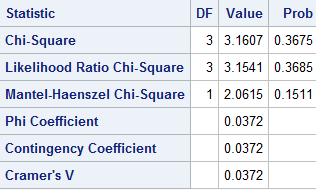 Statistic DF Value Prob
Chi-Square 3 3.1607 0.3675
Likelihood Ratio Chi-Square 3 3.1541 0.3685
Mantel-Haenszel Chi-Square 1 2.0615 0.1511
Phi Coefficient 0.0372
Contingency Coefficient 0.0372
Cramer's V 0.0372